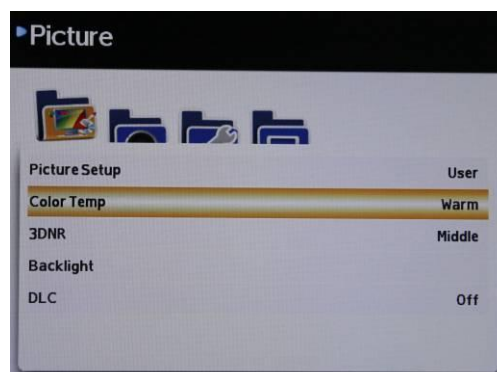 Picture
Picture Setup User
Color Temp Warm
3DNR Middle
Backlight
DLC Off